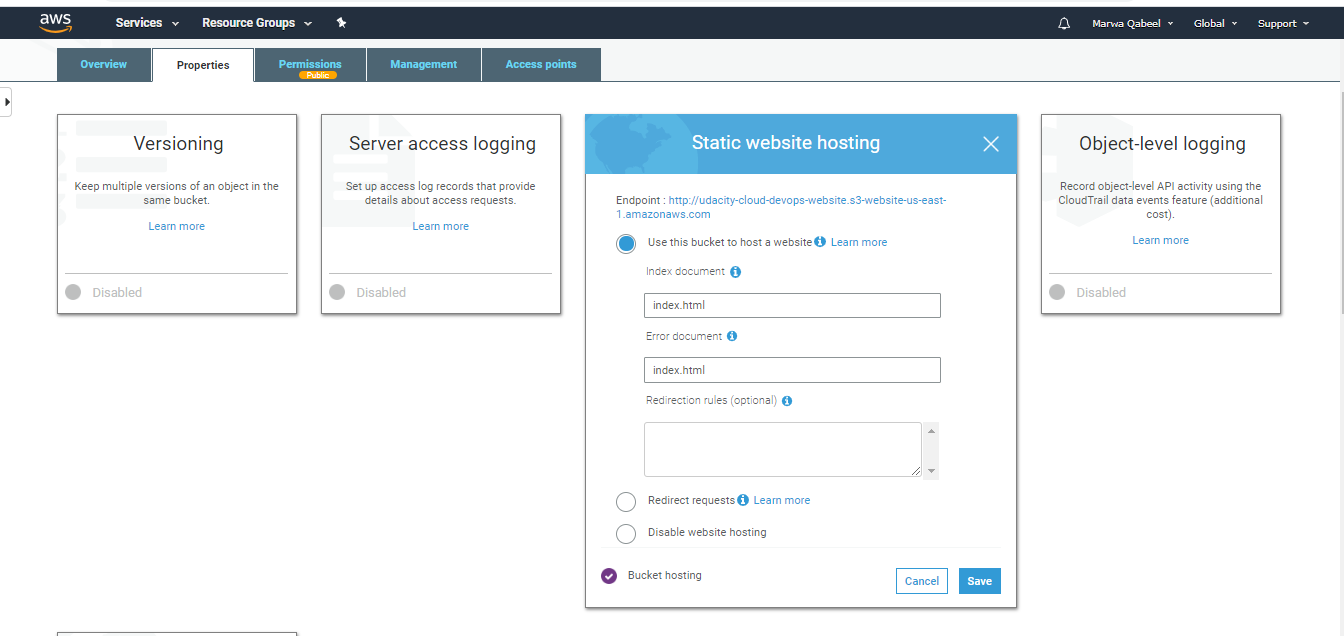 aws
Services
Resource Groups
Marwa Qabeel
Global
Support
Overview
Properties
Permissions
Public
Management
Access points
Versioning
Keep multiple versions of an object in the
same bucket.
Learn more
Disabled
Server access logging
Set up access log records that provide
details about access requests.
Learn more
Disabled
Static website hosting
Endpoint : http://udacity-cloud-devops-website.s3-website-us-east-
1.amazonaws.com
Use this bucket to host a website Learn more
Index document
index.html
Error document
index.html
Redirection rules (optional)
Redirect requests Learn more
Disable website hosting
Bucket hosting
Cancel
Save
Object-level logging
Record object-level API activity using the
CloudTrail data events feature (additional
cost).
Learn more
Disabled